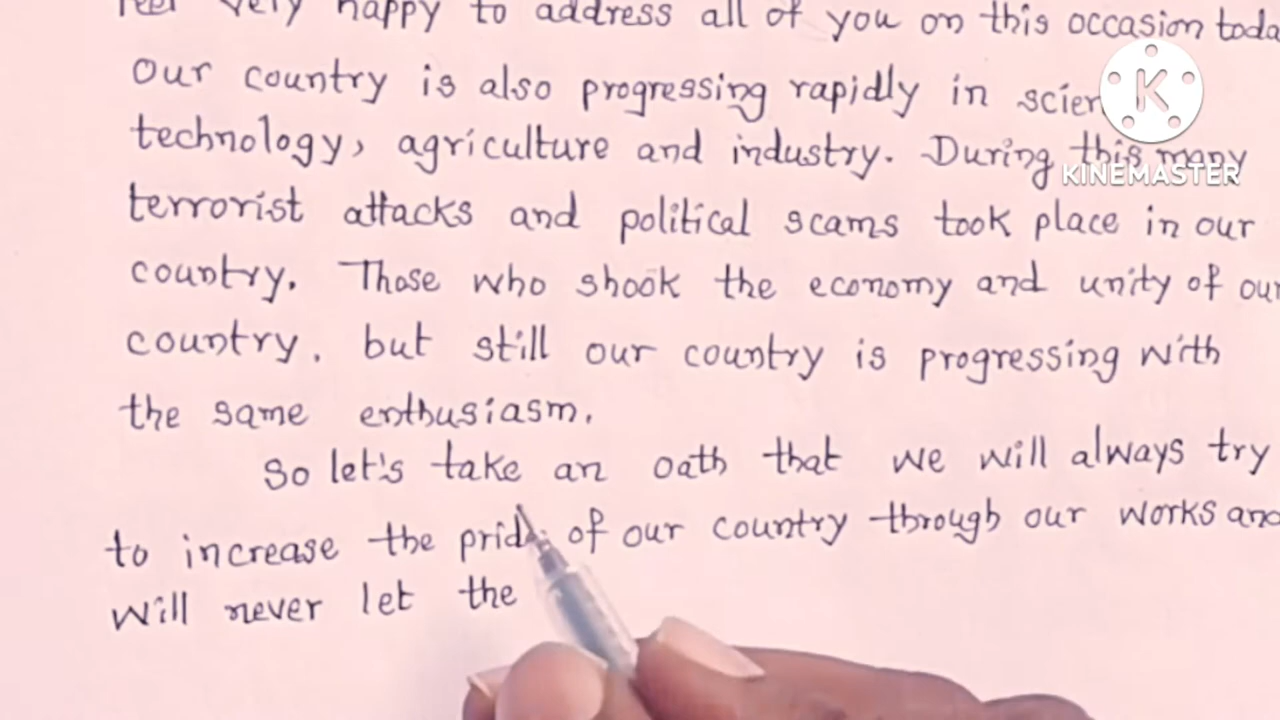 feel very happy to address all of you on this occasion toda
Our country is also progressing rapidly in scien
technology, agriculture and industry. During this many
terrorist attacks and political scams took place in our
country. Those who shook the economy and unity of our
country. but still our country is progressing with
the same enthusiasm.
So let's take an oath that we will always try
to increase the prid of our country through our works and
will never let the
K
KINEMASTER